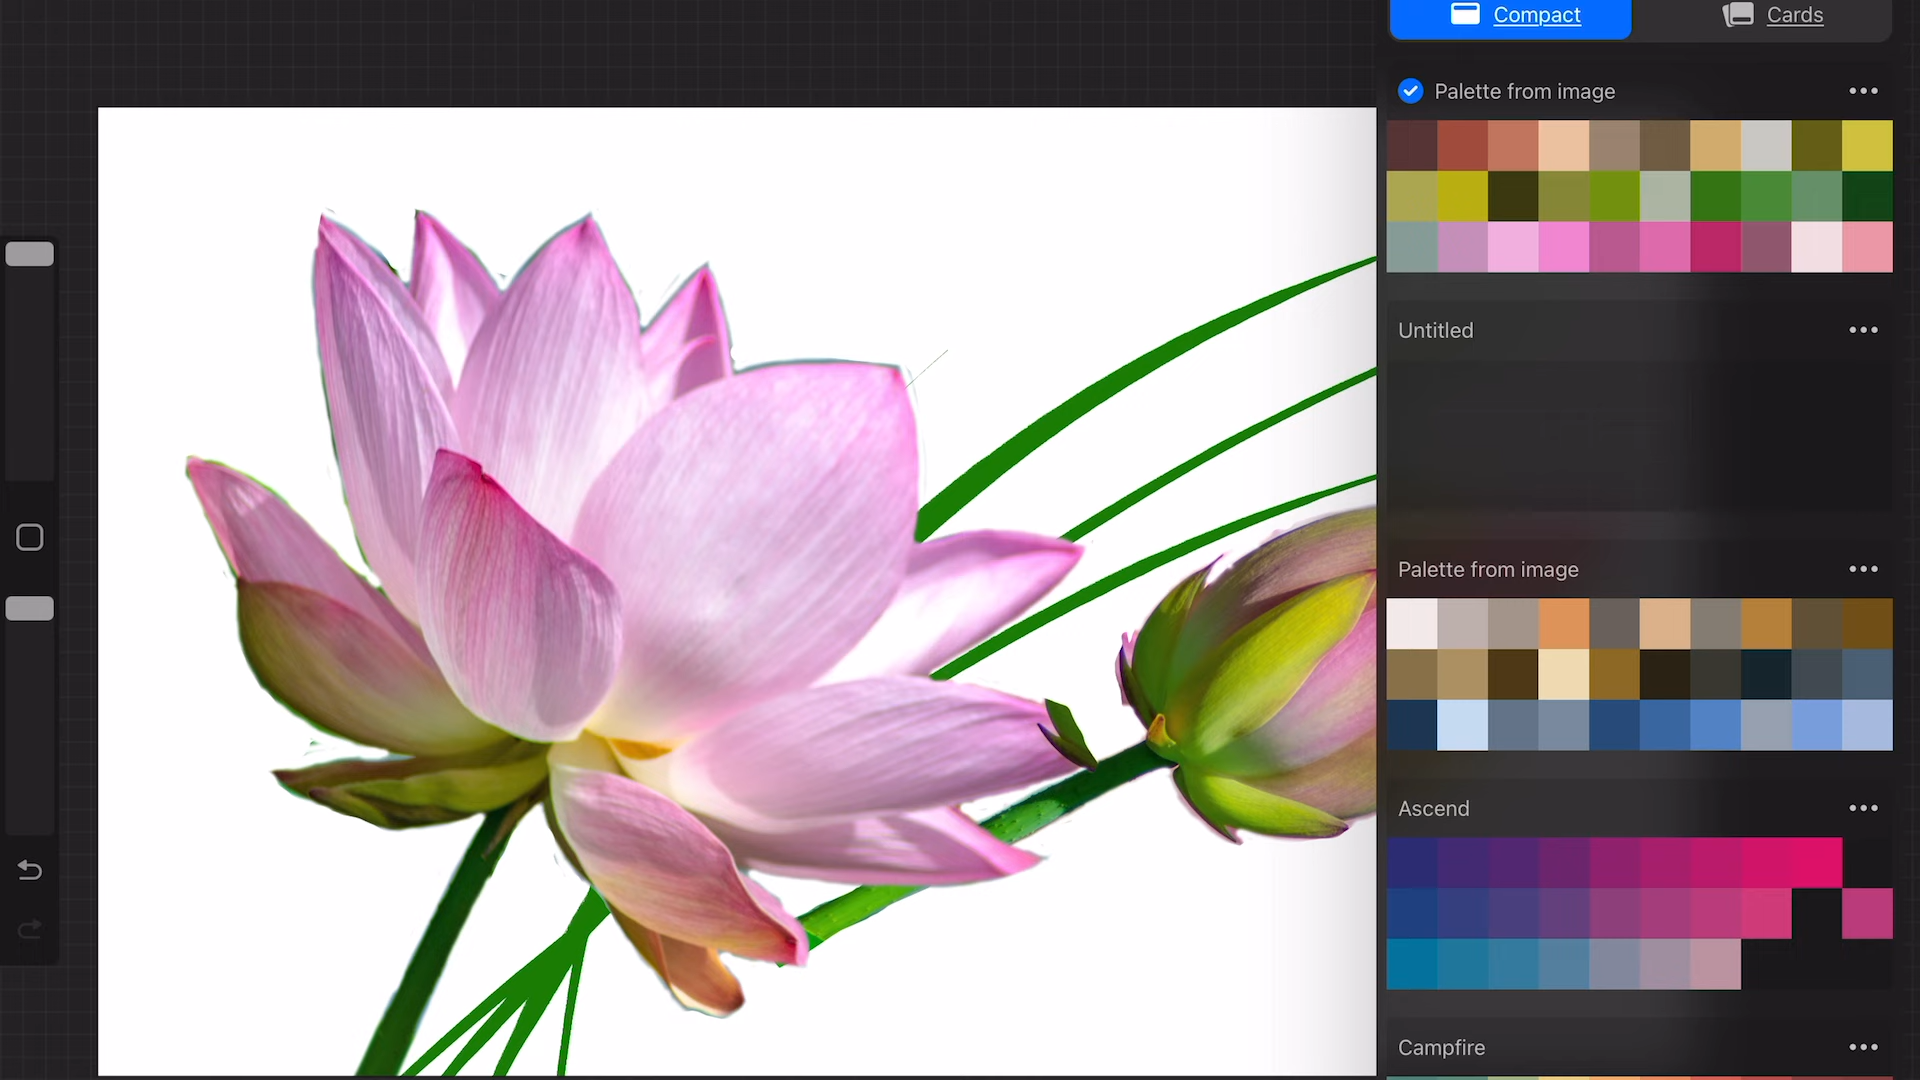 Compact
Cards
Palette from image
Untitled
Palette from image
Ascend
Campfire